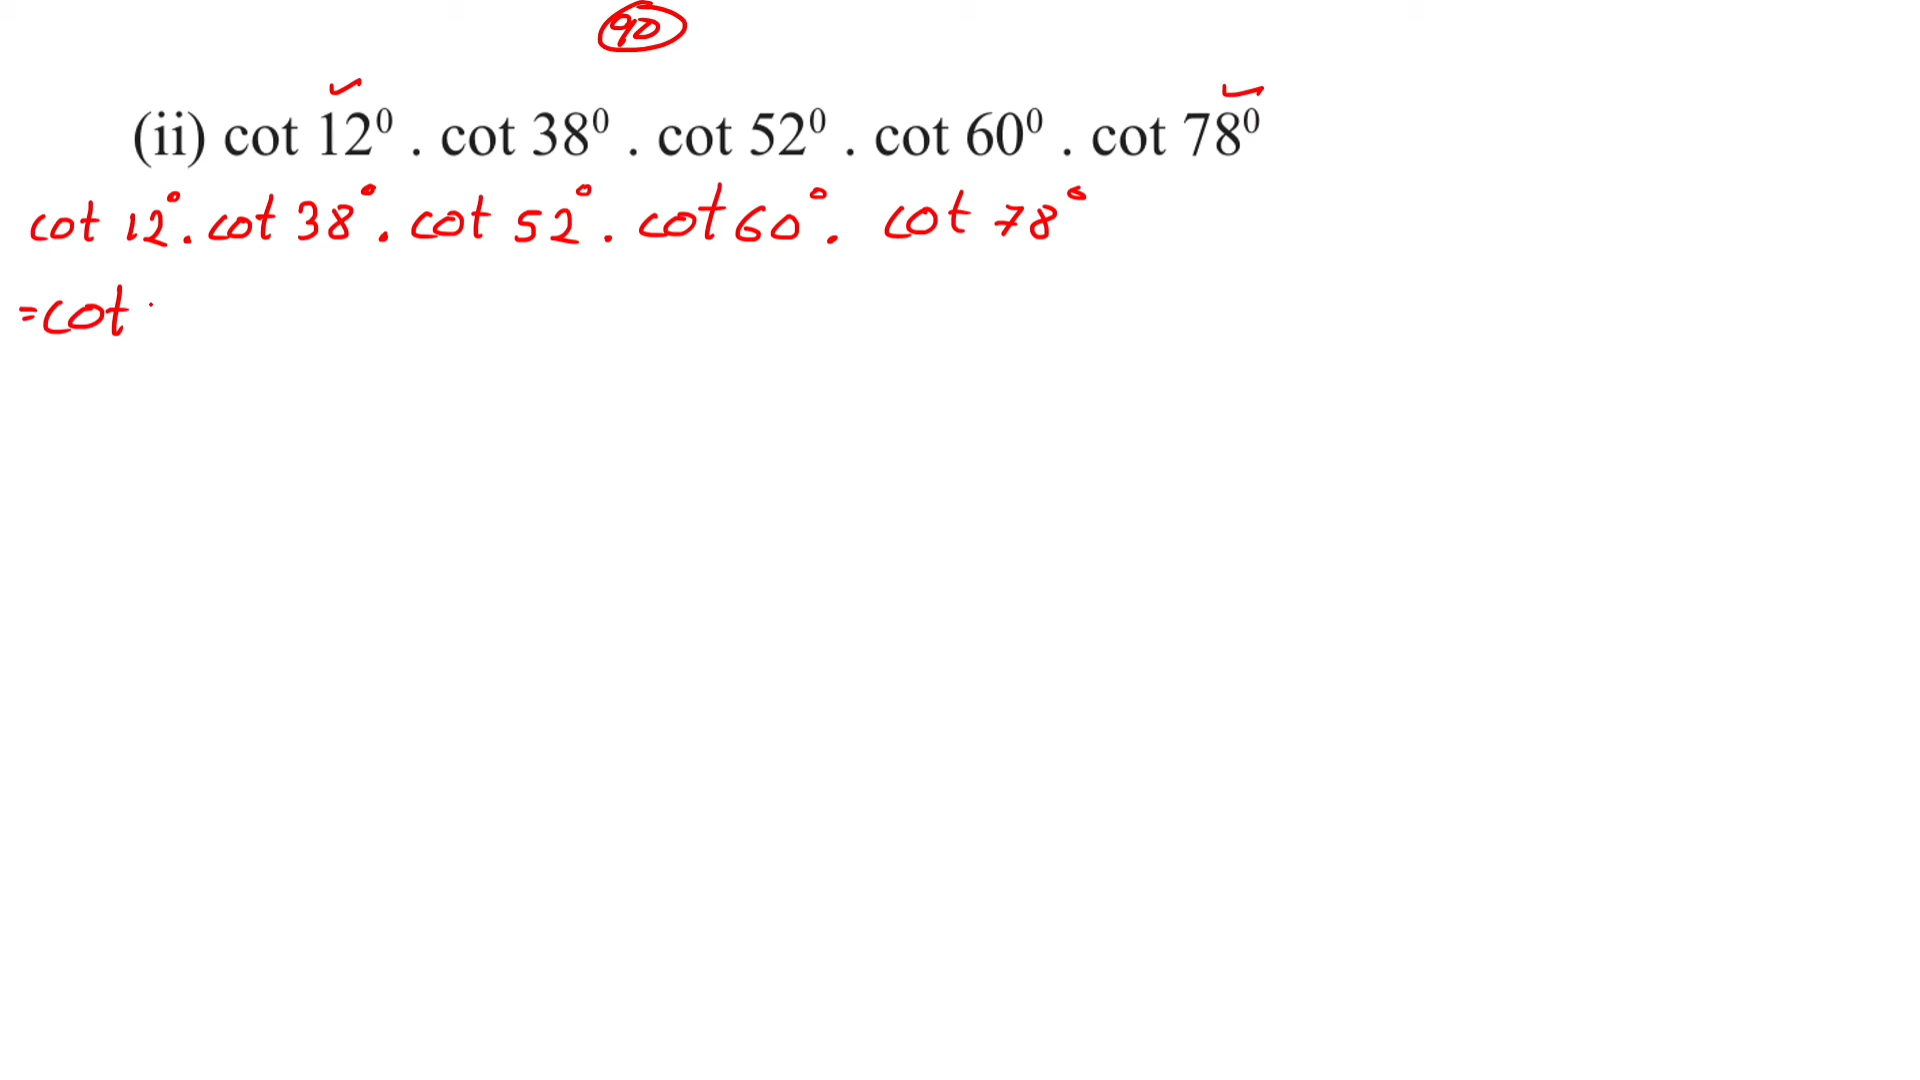 90
(ii) cot 12⁰ . cot 38⁰ . cot 52⁰ . cot 60⁰ . cot 78⁰
cot 12° . cot 38° . cot 52° . cot 60° . cot 78°
= cot